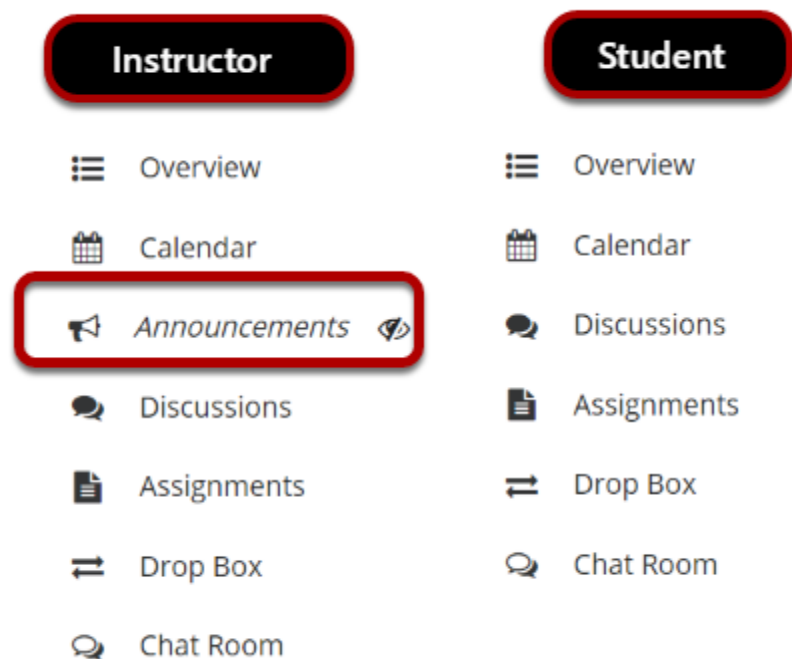 Instructor
Overview
Calendar
Announcements
Discussions
Assignments
Drop Box
Chat Room
Student
Overview
Calendar
Discussions
Assignments
Drop Box
Chat Room